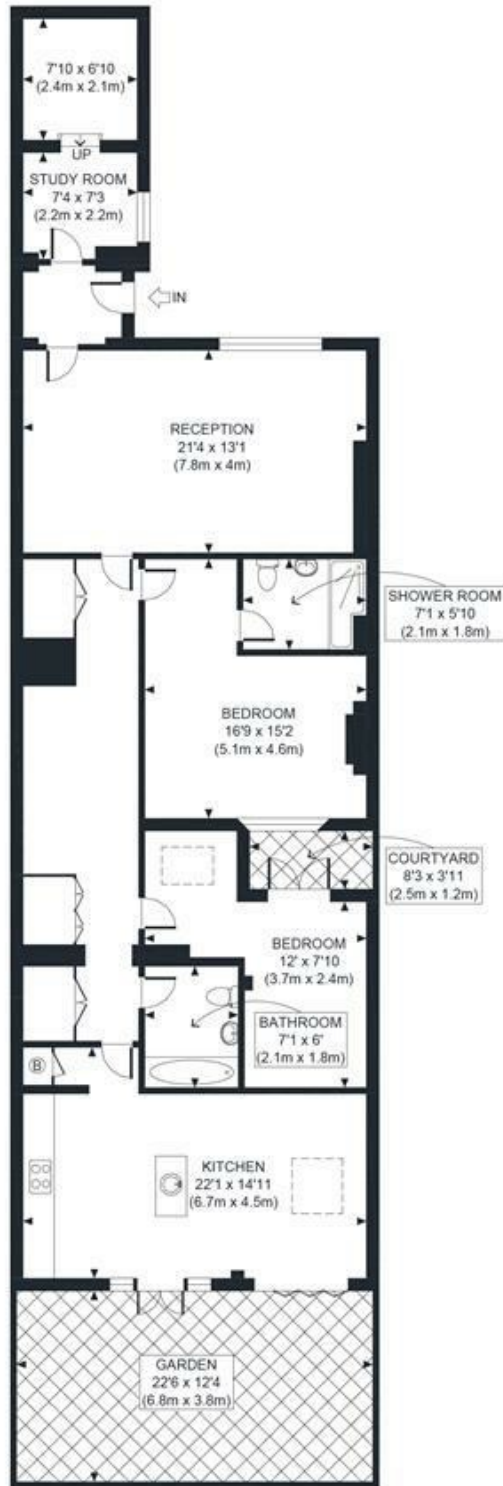 7'10 x 6'10
(2.4m x 2.1m)
UP
STUDY ROOM
7'4 x 7'3
(2.2m x 2.2m)
IN
RECEPTION
21'4 x 13'1
(7.8m x 4m)
SHOWER ROOM
7'1 x 5'10
(2.1m x 1.8m)
BEDROOM
16'9 x 15'2
(5.1m x 4.6m)
COURTYARD
8'3 x 3'11
(2.5m x 1.2m)
BEDROOM
12' x 7'10
(3.7m x 2.4m)
BATHROOM
7'1 x 6'
(2.1m x 1.8m)
B
KITCHEN
22'1 x 14'11
(6.7m x 4.5m)
GARDEN
22'6 x 12'4
(6.8m x 3.8m)